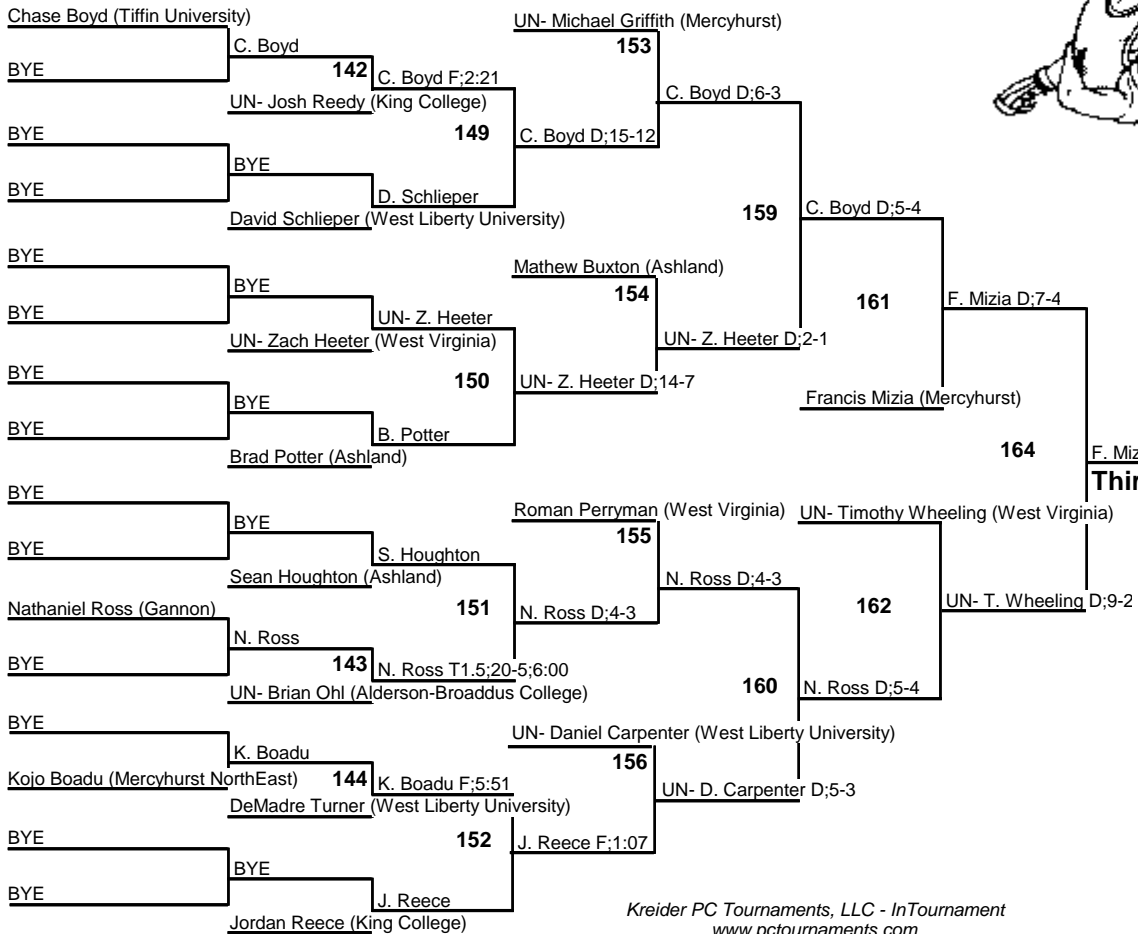 Chase Boyd (Tiffin University)
BYE
C. Boyd
142
UN- Josh Reedy (King College)
C. Boyd F;2:21
BYE
BYE
BYE
David Schlieper (West Liberty University)
D. Schlieper
149
C. Boyd D;15-12
UN- Michael Griffith (Mercyhurst)
153
C. Boyd D;6-3
BYE
BYE
BYE
UN- Zach Heeter (West Virginia)
UN- Z. Heeter
BYE
BYE
BYE
Brad Potter (Ashland)
B. Potter
150
UN- Z. Heeter D;14-7
Mathew Buxton (Ashland)
154
UN- Z. Heeter D;2-1
159
C. Boyd D;5-4
161
Francis Mizia (Mercyhurst)
F. Mizia D;7-4
BYE
BYE
BYE
Sean Houghton (Ashland)
S. Houghton
Nathaniel Ross (Gannon)
BYE
N. Ross
143
UN- Brian Ohl (Alderson-Broaddus College)
N. Ross T1.5;20-5;6:00
151
N. Ross D;4-3
Roman Perryman (West Virginia)
155
N. Ross D;4-3
BYE
Kojo Boadu (Mercyhurst NorthEast)
K. Boadu
144
DeMadre Turner (West Liberty University)
K. Boadu F;5:51
BYE
BYE
BYE
Jordan Reece (King College)
J. Reece
152
J. Reece F;1:07
UN- Daniel Carpenter (West Liberty University)
156
UN- D. Carpenter D;5-3
160
N. Ross D;5-4
UN- Timothy Wheeling (West Virginia)
162
UN- T. Wheeling D;9-2
164
F. Miz
Thir
Kreider PC Tournaments, LLC - InTournament
www.pctournaments.com